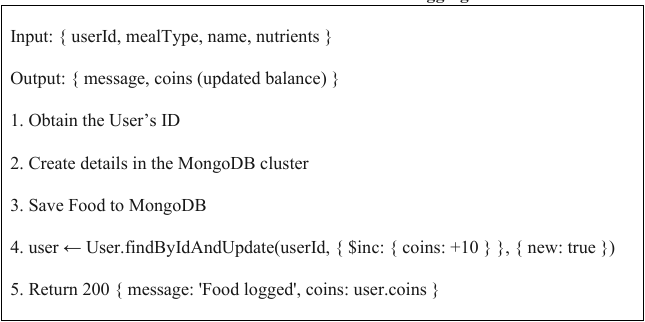 Input: { userId, mealType, name, nutrients }
Output: { message, coins (updated balance) }
1. Obtain the User’s ID
2. Create details in the MongoDB cluster
3. Save Food to MongoDB
4. user ← User.findByIdAndUpdate(userId, { $inc: { coins: +10 } }, { new: true })
5. Return 200 { message: 'Food logged', coins: user.coins }